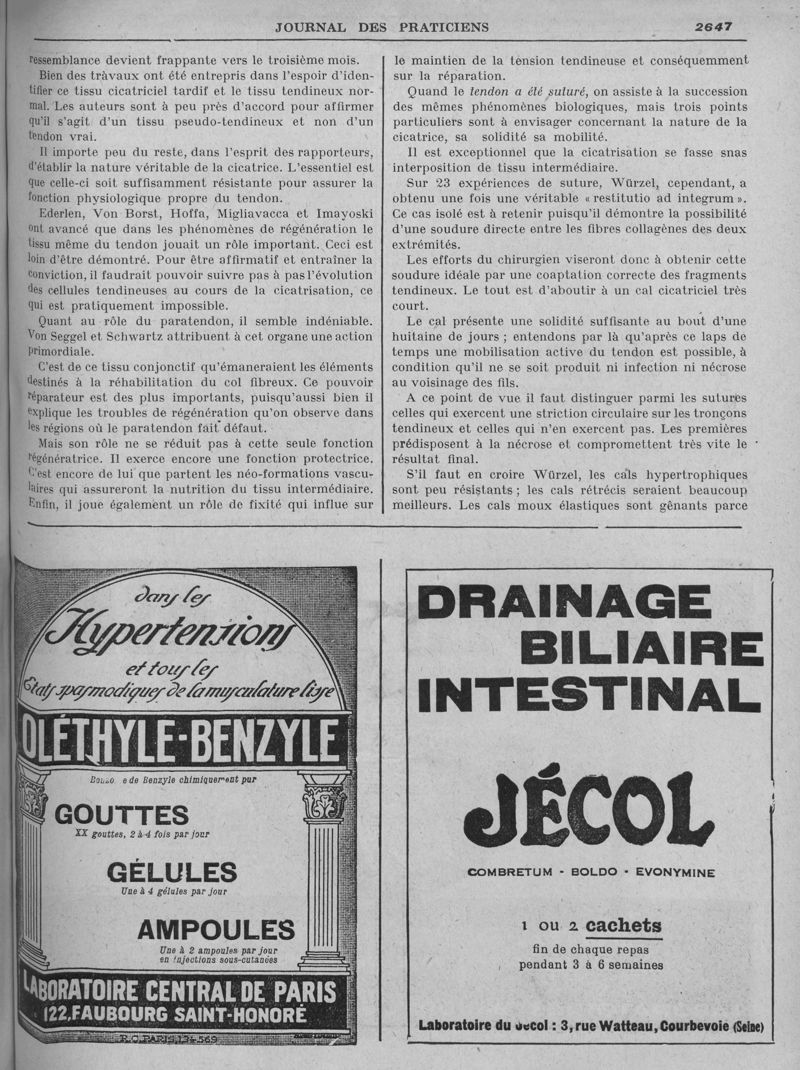 JOURNAL DES PRATICIENS 2647
ressemblance devient frappante vers le troisième mois.
Bien des travaux ont été entrepris dans l'espoir d'iden-
tifier ce tissu cicatriciel tardif et le tissu tendineux nor-
mal. Les auteurs sont à peu près d'accord pour affirmer
qu'il s'agit d'un tissu pseudo-tendineux et non d'un
tendon vrai.
Il importe peu du reste, dans l'esprit des rapporteurs,
d'établir la nature véritable de la cicatrice. L'essentiel est
que celle-ci soit suffisamment résistante pour assurer la
fonction physiologique propre du tendon.
Ederlen, Von Borst, Hoffa, Migliavacca et Imayoski
ont avancé que dans les phénomènes de régénération le
tissu même du tendon jouait un rôle important. Ceci est
loin d'être démontré. Pour être affirmatif et entraîner la
conviction, il faudrait pouvoir suivre pas à pas l'évolution
des cellules tendineuses au cours de la cicatrisation, ce
qui est pratiquement impossible.
Quant au rôle du paratendon, il semble indéniable.
Von Seggel et Schwartz attribuent à cet organe une action
primordiale.
C'est de ce tissu conjonctif qu'émaneraient les éléments
destinés à la réhabilitation du col fibreux. Ce pouvoir
réparateur est des plus importants, puisqu'aussi bien il
explique les troubles de régénération qu'on observe dans
les régions où le paratendon fait défaut.
Mais son rôle ne se réduit pas à cette seule fonction
régénératrice. Il exerce encore une fonction protectrice.
C'est encore de lui que partent les néo-formations vascu-
laires qui assureront la nutrition du tissu intermédiaire.
Enfin, il joue également un rôle de fixité qui influe sur
le maintien de la tension tendineuse et conséquemment
sur la réparation.
Quand le tendon a été suturé, on assiste à la succession
des mêmes phénomènes biologiques, mais trois points
particuliers sont à envisager concernant la nature de la
cicatrice, sa solidité sa mobilité.
Il est exceptionnel que la cicatrisation se fasse snas
interposition de tissu intermédiaire.
Sur 23 expériences de suture, Würzel, cependant, a
obtenu une fois une véritable « restitutio ad integrum ».
Ce cas isolé est à retenir puisqu'il démontre la possibilité
d'une soudure directe entre les fibres collagènes des deux
extrémités.
Les efforts du chirurgien viseront donc à obtenir cette
soudure idéale par une coaptation correcte des fragments
tendineux. Le tout est d'aboutir à un cal cicatriciel très
court.
Le cal présente une solidité suffisante au bout d'une
huitaine de jours ; entendons par là qu'après ce laps de
temps une mobilisation active du tendon est possible, à
condition qu'il ne se soit produit ni infection ni nécrose
au voisinage des fils.
A ce point de vue il faut distinguer parmi les sutures
celles qui exercent une striction circulaire sur les tronçons
tendineux et celles qui n'en exercent pas. Les premières
prédisposent à la nécrose et compromettent très vite le
résultat final.
S'il faut en croire Würzel, les cals hypertrophiques
sont peu résistants ; les cals rétrécis seraient beaucoup
meilleurs. Les cals moux élastiques sont gênants parce
dans les
Hypertensions
et tous les
États spasmodiques de la musculature lisse
OLÉTHYLE-BENZYLE
e de Benzyle chimiquement pur
GOUTTES
XX gouttes, 2 à 4 fois par jour
GÉLULES
Une à 4 gélules par jour
AMPOULES
Une à 2 ampoules par jour
en injections sous-cutanées
LABORATOIRE CENTRAL DE PARIS
122, FAUBOURG SAINT-HONORÉ
R.C. PARIS, 134.569
DRAINAGE
BILIAIRE
INTESTINAL
JÉCOL
COMBRETUM - BOLDO - EVONYMINE
1 OU 2 cachets
fin de chaque repas
pendant 3 à 6 semaines
Laboratoire du Jécol : 3, rue Watteau, Courbevoie (Seine)